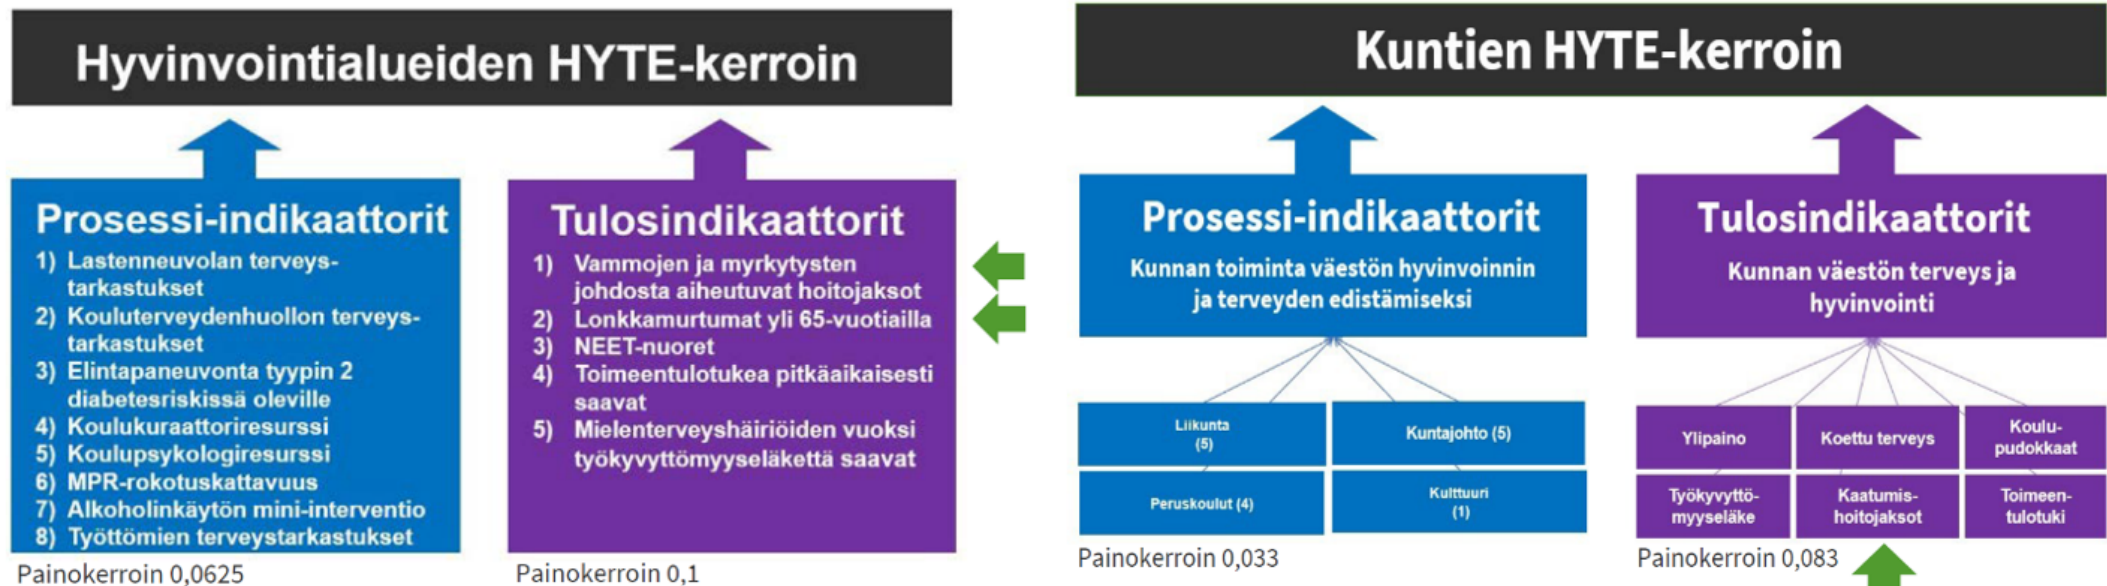 Hyvinvointialueiden HYTE-kerroin
Prosessi-indikaattorit
1) Lastenneuvolan terveys-
tarkastukset
2) Kouluterveydenhuollon terveys-
tarkastukset
3) Elintapaneuvonta tyypin 2
diabetesriskissä oleville
4) Koulukuraattoriresurssi
5) Koulupsykologiresurssi
6) MPR-rokotuskattavuus
7) Alkoholinkäytön mini-interventio
8) Työttömien terveystarkastukset
Painokerroin 0,0625
Tulosindikaattorit
1) Vammojen ja myrkytysten
johdosta aiheutuvat hoitojaksot
2) Lonkkamurtumat yli 65-vuotiailla
3) NEET-nuoret
4) Toimeentulotukea pitkäaikaisesti
saavat
5) Mielenterveyshäiriöiden vuoksi
työkyvyttömyyseläkettä saavat
Painokerroin 0,1
Kuntien HYTE-kerroin
Prosessi-indikaattorit
Kunnan toiminta väestön hyvinvoinnin
ja terveyden edistämiseksi
Liikunta
(5)
Kuntajohto (5)
Peruskoulut (4)
Kulttuuri
(1)
Painokerroin 0,033
Tulosindikaattorit
Kunnan väestön terveys ja
hyvinvointi
Ylipaino
Koettu terveys
Koulu-
pudokkaat
Työkyvyttö-
myyseläke
Kaatumis-
hoitojaksot
Toimeen-
tulotuki
Painokerroin 0,083